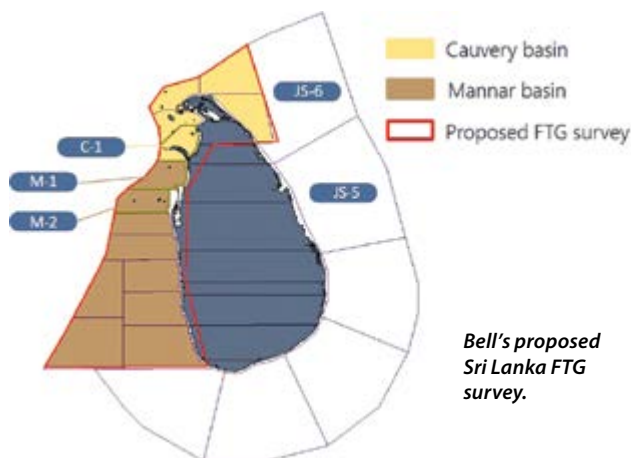 Cauvery basin
JS-6
Mannar basin
Proposed FTG survey
C-1
M-1
JS-5
M-2
Bell's proposed
Sri Lanka FTG
survey.